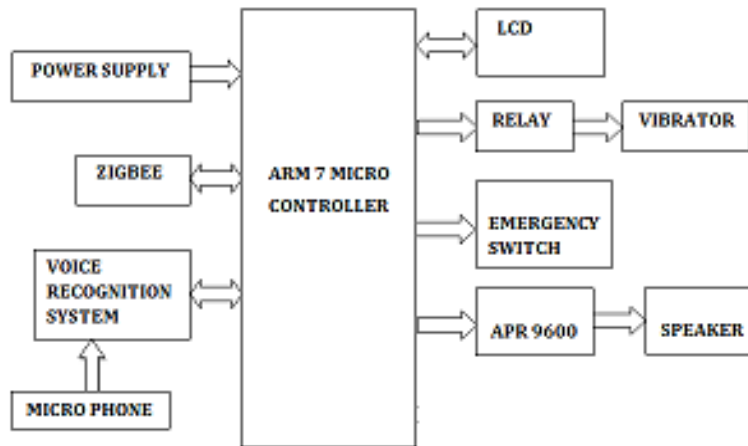 POWER SUPPLY
ZIGBEE
VOICE
RECOGNITION
SYSTEM
MICRO PHONE
ARM 7 MICRO
CONTROLLER
LCD
RELAY
VIBRATOR
EMERGENCY
SWITCH
APR 9600
SPEAKER